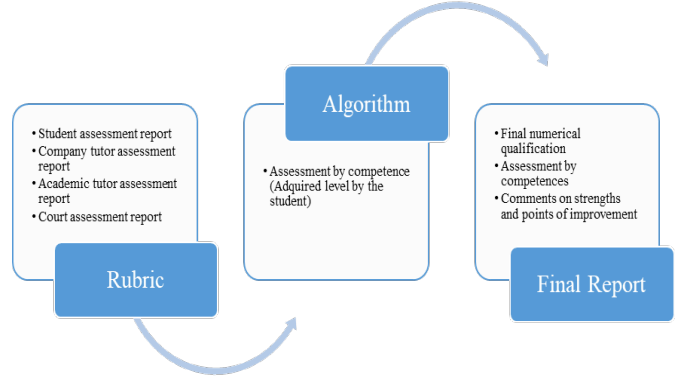 • Student assessment report
• Company tutor assessment
report
• Academic tutor assessment
report
• Court assessment report
Rubric
Algorithm
• Assessment by competence
(Adquired level by the
student)
• Final numerical
qualification
• Assessment by
competences
• Comments on strengths
and points of improvement
Final Report